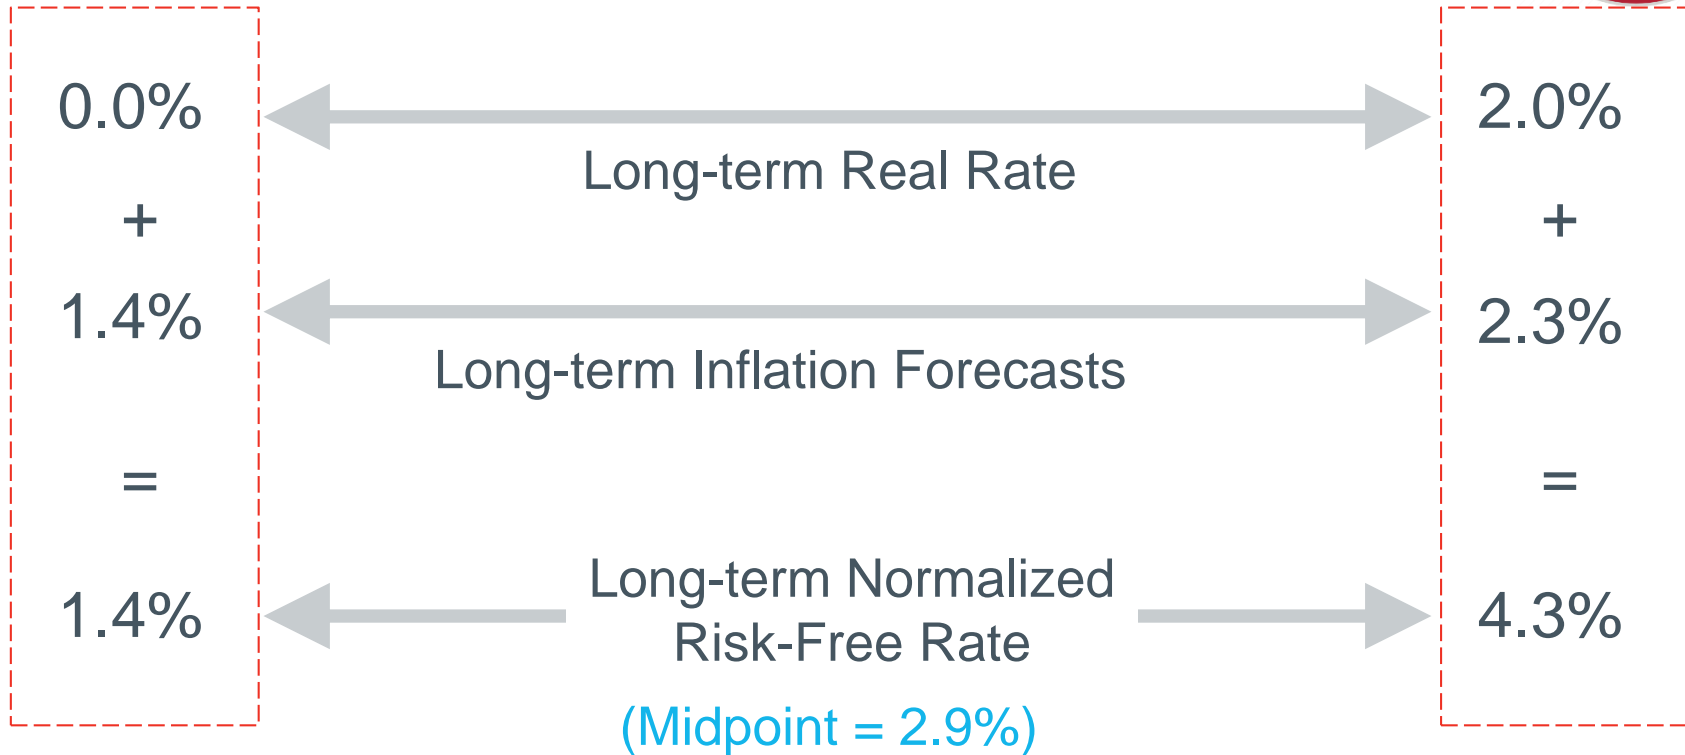 0.0%
2.0%
Long-term Real Rate
+
+
1.4%
2.3%
Long-term Inflation Forecasts
=
=
1.4%
Long-term Normalized
Risk-Free Rate
4.3%
(Midpoint = 2.9%)